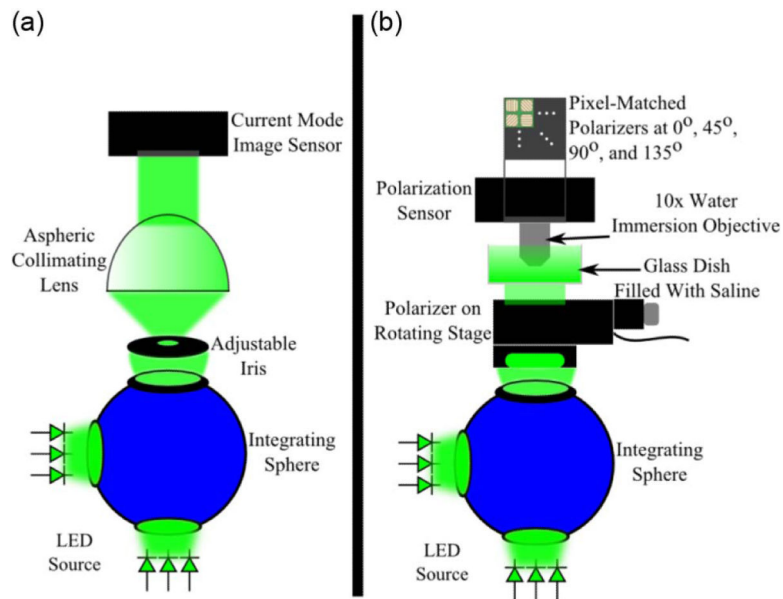 (a)
Current Mode
Image Sensor
Aspheric
Collimating
Lens
Adjustable
Iris
Integrating
Sphere
LED
Source
(b)
Pixel-Matched
Polarizers at 0°, 45°,
90°, and 135°
Polarization
Sensor
10x Water
Immersion Objective
Glass Dish
Filled With Saline
Polarizer on
Rotating Stage
Integrating
Sphere
LED
Source